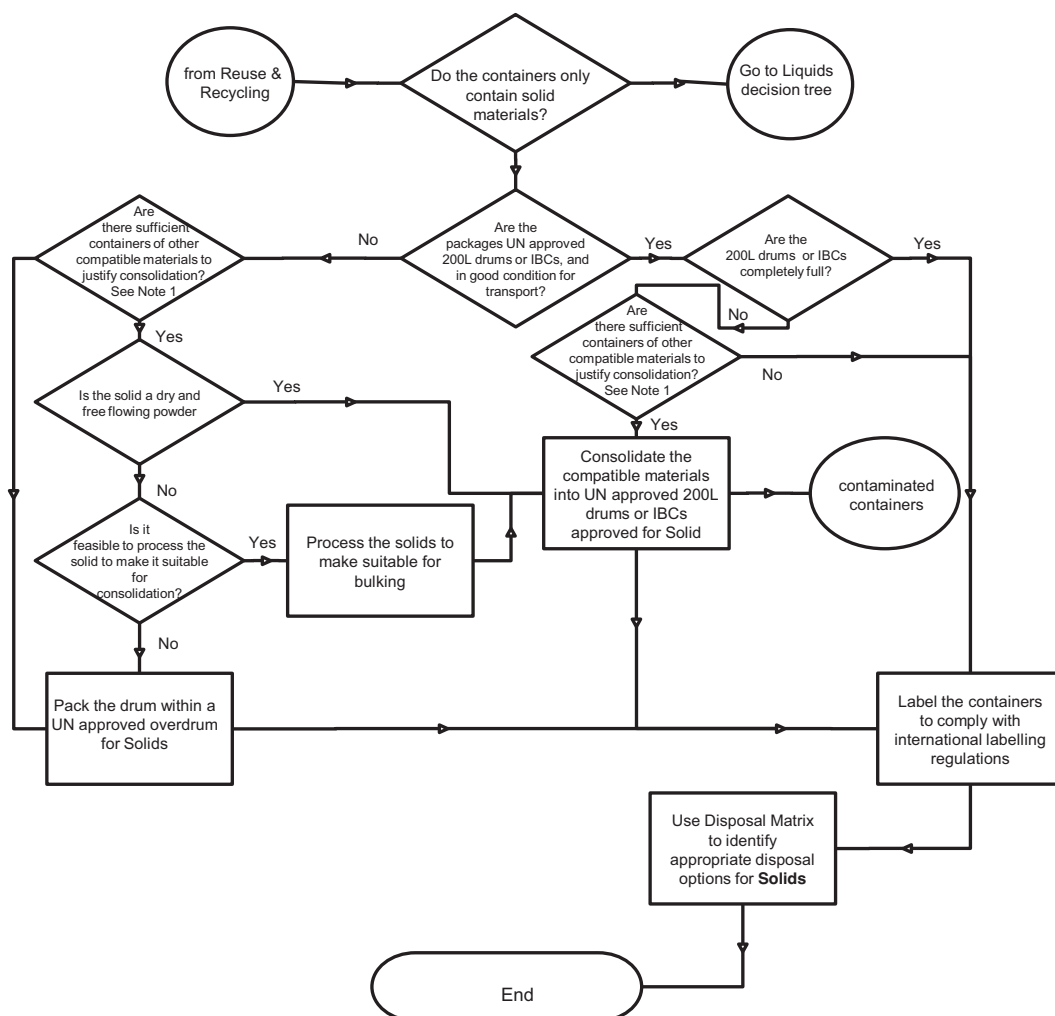 from Reuse &
Recycling
Do the containers only
contain solid
materials?
Go to Liquids
decision tree
Are
there sufficient
containers of other
compatible materials to
justify consolidation?
See Note 1
No
Are the
packages UN approved
200L drums or IBCs, and
in good condition for
transport?
Yes
Are the
200L drums or IBCs
completely full?
Yes
No
Yes
Are
there sufficient
containers of other
compatible materials to
justify consolidation?
See Note 1
No
Yes
Is the solid a dry and
free flowing powder
Yes
No
Consolidate the
compatible materials
into UN approved 200L
drums or IBCs
approved for Solid
contaminated
containers
Is it
feasible to process the
solid to make it suitable
for
consolidation?
Yes
Process the solids to
make suitable for
bulking
No
Pack the drum within a
UN approved overdrum
for Solids
Label the containers
to comply with
international labelling
regulations
Use Disposal Matrix
to identify
appropriate disposal
options for Solids
End